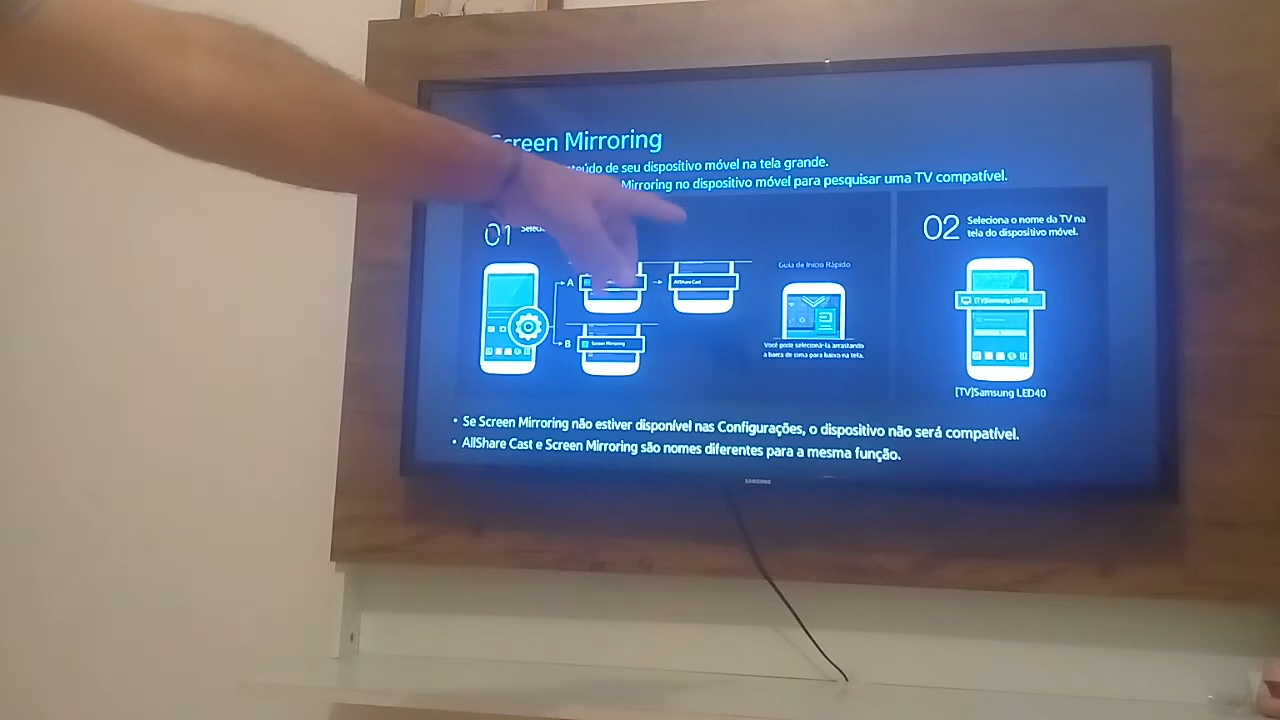 Screen Mirroring
conteúdo de seu dispositivo móvel na tela grande.
Mirroring no dispositivo móvel para pesquisar uma TV compatível.
01
A
AllShare Cast
B
Screen Mirroring
Guia de Início Rápido
Você pode selecioná-la arrastando
a barra de cima para baixo na tela.
02 Seleciona o nome da TV na
tela do dispositivo móvel.
[TV]Samsung LED40
[TV]Samsung LED40
• Se Screen Mirroring não estiver disponível nas Configurações, o dispositivo não será compatível.
• AllShare Cast e Screen Mirroring são nomes diferentes para a mesma função.
SAMSUNG